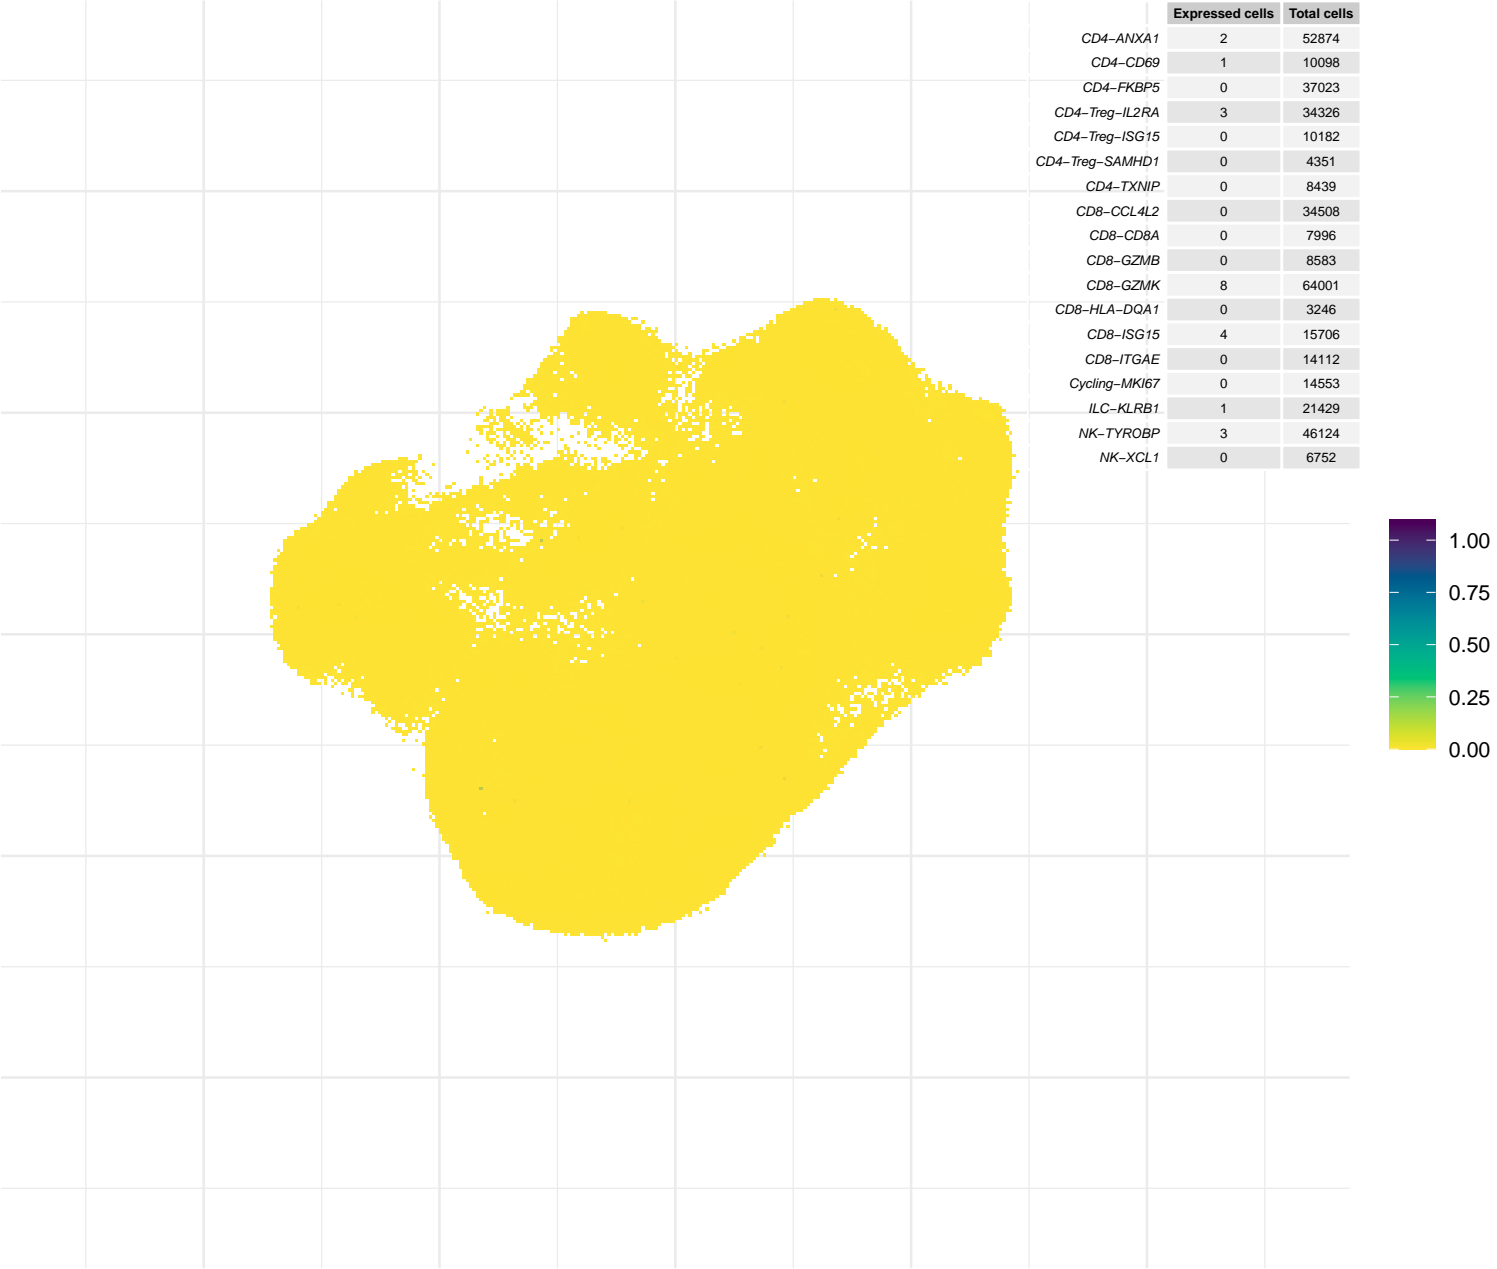 Expressed cells Total cells
CD4−ANXA1 2 52874
CD4−CD69 1 10098
CD4−FKBP5 0 37023
CD4−Treg−IL2RA 3 34326
CD4−Treg−ISG15 0 10182
CD4−Treg−SAMHD1 0 4351
CD4−TXNIP 0 8439
CD8−CCL4L2 0 34508
CD8−CD8A 0 7996
CD8−GZMB 0 8583
CD8−GZMK 8 64001
CD8−HLA−DQA1 0 3246
CD8−ISG15 4 15706
CD8−ITGAE 0 14112
Cycling−MKI67 0 14553
ILC−KLRB1 1 21429
NK−TYROBP 3 46124
NK−XCL1 0 6752
1.00
0.75
0.50
0.25
0.00